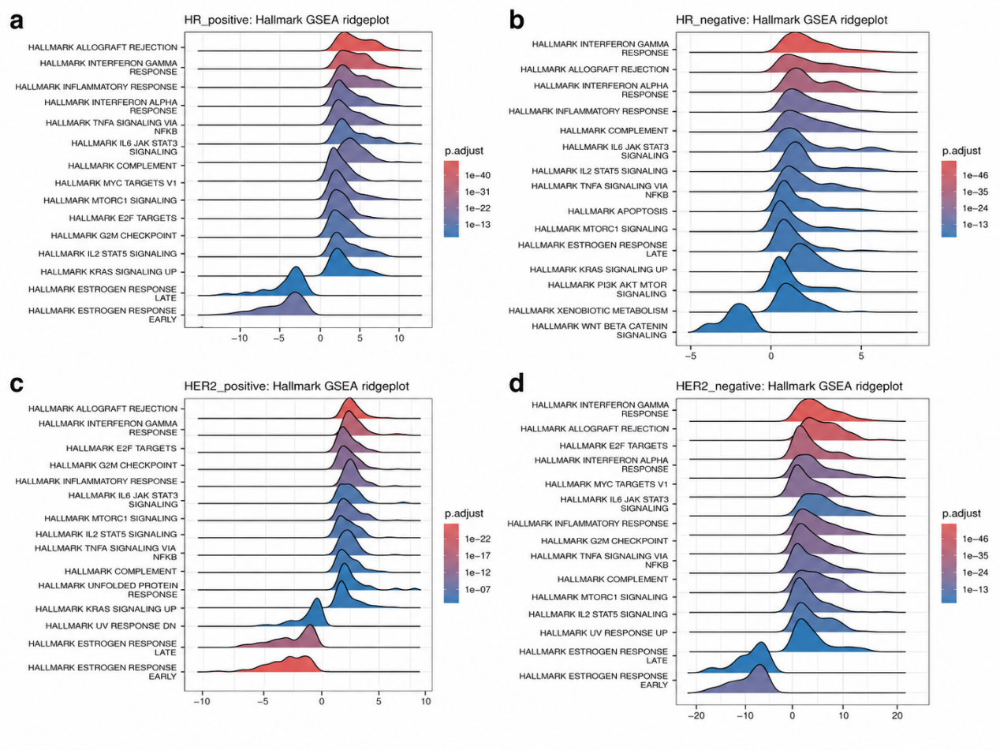 a
HR_positive: Hallmark GSEA ridgeplot
HALLMARK ALLOGRAFT REJECTION
HALLMARK INTERFERON GAMMA
RESPONSE
HALLMARK INFLAMMATORY RESPONSE
HALLMARK INTERFERON ALPHA
RESPONSE
HALLMARK TNFA SIGNALING VIA
NFKB
HALLMARK IL6 JAK STAT3
SIGNALING
HALLMARK COMPLEMENT
HALLMARK MYC TARGETS V1
HALLMARK MTORC1 SIGNALING
HALLMARK E2F TARGETS
HALLMARK G2M CHECKPOINT
HALLMARK IL2 STAT5 SIGNALING
HALLMARK KRAS SIGNALING UP
HALLMARK ESTROGEN RESPONSE
LATE
HALLMARK ESTROGEN RESPONSE
EARLY
−10 −5 0 5 10
p.adjust
1e−40
1e−31
1e−22
1e−13
b
HR_negative: Hallmark GSEA ridgeplot
HALLMARK INTERFERON GAMMA
RESPONSE
HALLMARK ALLOGRAFT REJECTION
HALLMARK INTERFERON ALPHA
RESPONSE
HALLMARK INFLAMMATORY RESPONSE
HALLMARK COMPLEMENT
HALLMARK IL6 JAK STAT3
SIGNALING
HALLMARK IL2 STAT5 SIGNALING
HALLMARK TNFA SIGNALING VIA
NFKB
HALLMARK APOPTOSIS
HALLMARK MTORC1 SIGNALING
HALLMARK ESTROGEN RESPONSE
LATE
HALLMARK KRAS SIGNALING UP
HALLMARK PI3K AKT MTOR
SIGNALING
HALLMARK XENOBIOTIC METABOLISM
HALLMARK WNT BETA CATENIN
SIGNALING
−5 0 5
p.adjust
1e−46
1e−35
1e−24
1e−13
c
HER2_positive: Hallmark GSEA ridgeplot
HALLMARK ALLOGRAFT REJECTION
HALLMARK INTERFERON GAMMA
RESPONSE
HALLMARK E2F TARGETS
HALLMARK G2M CHECKPOINT
HALLMARK INFLAMMATORY RESPONSE
HALLMARK IL6 JAK STAT3
SIGNALING
HALLMARK MTORC1 SIGNALING
HALLMARK IL2 STAT5 SIGNALING
HALLMARK TNFA SIGNALING VIA
NFKB
HALLMARK COMPLEMENT
HALLMARK UNFOLDED PROTEIN
RESPONSE
HALLMARK KRAS SIGNALING UP
HALLMARK UV RESPONSE DN
HALLMARK ESTROGEN RESPONSE
LATE
HALLMARK ESTROGEN RESPONSE
EARLY
−10 −5 0 5 10
p.adjust
1e−22
1e−17
1e−12
1e−07
d
HER2_negative: Hallmark GSEA ridgeplot
HALLMARK INTERFERON GAMMA
RESPONSE
HALLMARK ALLOGRAFT REJECTION
HALLMARK E2F TARGETS
HALLMARK INTERFERON ALPHA
RESPONSE
HALLMARK MYC TARGETS V1
HALLMARK IL6 JAK STAT3
SIGNALING
HALLMARK INFLAMMATORY RESPONSE
HALLMARK G2M CHECKPOINT
HALLMARK TNFA SIGNALING VIA
NFKB
HALLMARK COMPLEMENT
HALLMARK MTORC1 SIGNALING
HALLMARK IL2 STAT5 SIGNALING
HALLMARK UV RESPONSE UP
HALLMARK ESTROGEN RESPONSE
LATE
HALLMARK ESTROGEN RESPONSE
EARLY
−20 −10 0 10 20
p.adjust
1e−46
1e−35
1e−24
1e−13